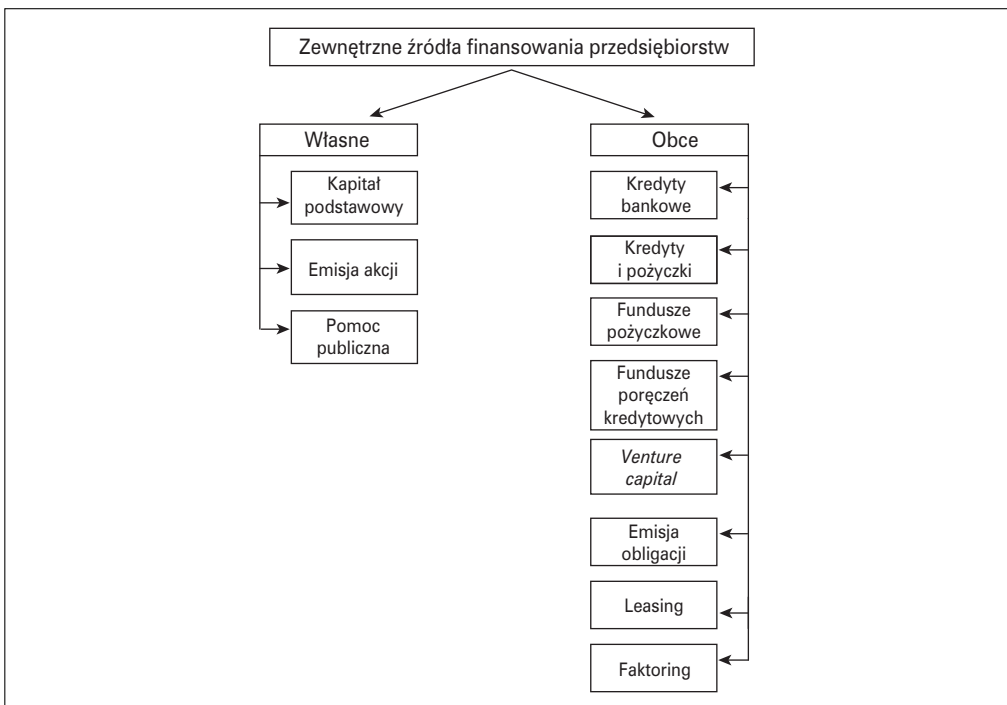 Zewnętrzne źródła finansowania przedsiębiorstw
Własne
Kapitał
podstawowy
Emisja akcji
Pomoc
publiczna
Obce
Kredyty
bankowe
Kredyty
i pożyczki
Fundusze
pożyczkowe
Fundusze
poręczeń
kredytowych
Venture
capital
Emisja
obligacji
Leasing
Faktoring